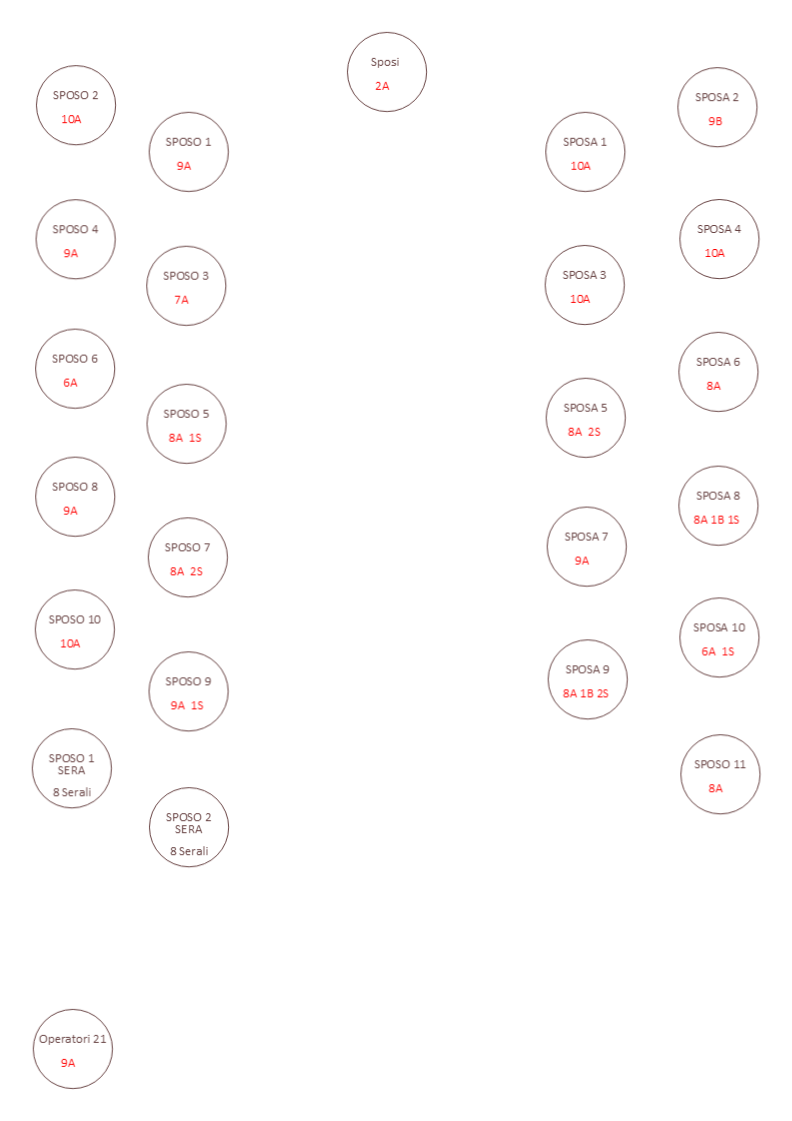 Sposi
2A
SPOSO 2
10A
SPOSA 2
9B
SPOSO 1
9A
SPOSA 1
10A
SPOSO 4
9A
SPOSA 4
10A
SPOSO 3
7A
SPOSA 3
10A
SPOSO 6
6A
SPOSA 6
8A
SPOSO 5
8A 1S
SPOSA 5
8A 2S
SPOSO 8
9A
SPOSA 8
8A 1B 1S
SPOSO 7
8A 2S
SPOSA 7
9A
SPOSO 10
10A
SPOSA 10
6A 1S
SPOSO 9
9A 1S
SPOSA 9
8A 1B 2S
SPOSO 1
SERA
8 Serali
SPOSO 11
8A
SPOSO 2
SERA
8 Serali
Operatori 21
9A